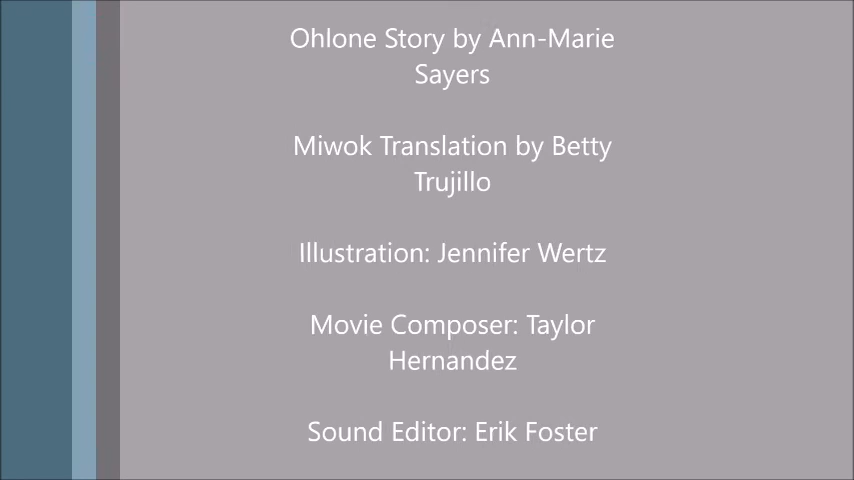 Ohlone Story by Ann-Marie
Sayers
Miwok Translation by Betty
Trujillo
Illustration: Jennifer Wertz
Movie Composer: Taylor
Hernandez
Sound Editor: Erik Foster